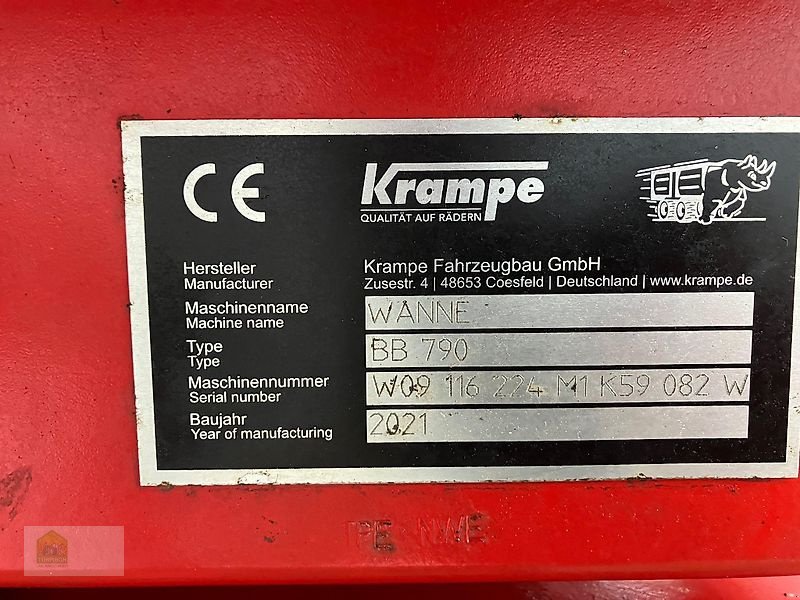 CE
Krampe
QUALITÄT AUF RÄDERN
Hersteller
Manufacturer
Krampe Fahrzeugbau GmbH
Zusestr. 4 | 48653 Coesfeld | Deutschland | www.krampe.de
Maschinenname
Machine name
WANNE
Type
Type
BB 790
Maschinennummer
Serial number
W09 116 224 M1 K59 082 W
Baujahr
Year of manufacturing
2021